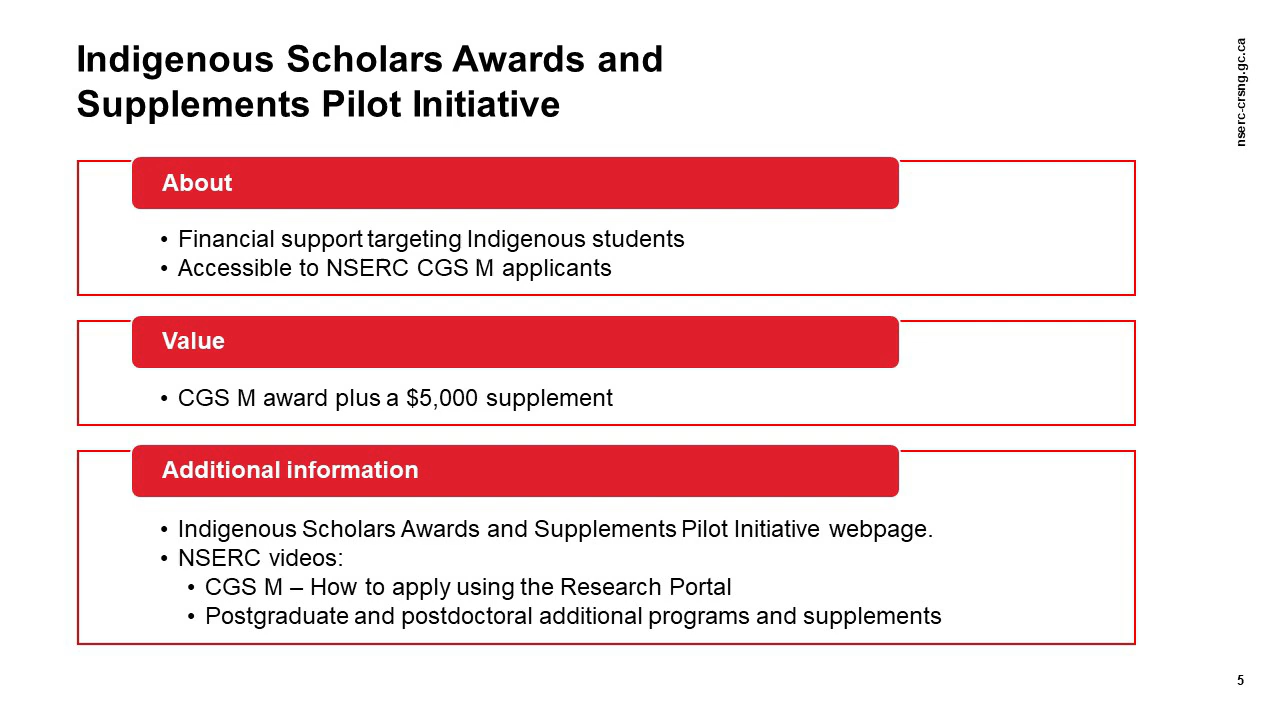 Indigenous Scholars Awards and
Supplements Pilot Initiative
nserc-crsng.gc.ca
About
• Financial support targeting Indigenous students
• Accessible to NSERC CGS M applicants
Value
• CGS M award plus a $5,000 supplement
Additional information
• Indigenous Scholars Awards and Supplements Pilot Initiative webpage.
• NSERC videos:
• CGS M – How to apply using the Research Portal
• Postgraduate and postdoctoral additional programs and supplements
5